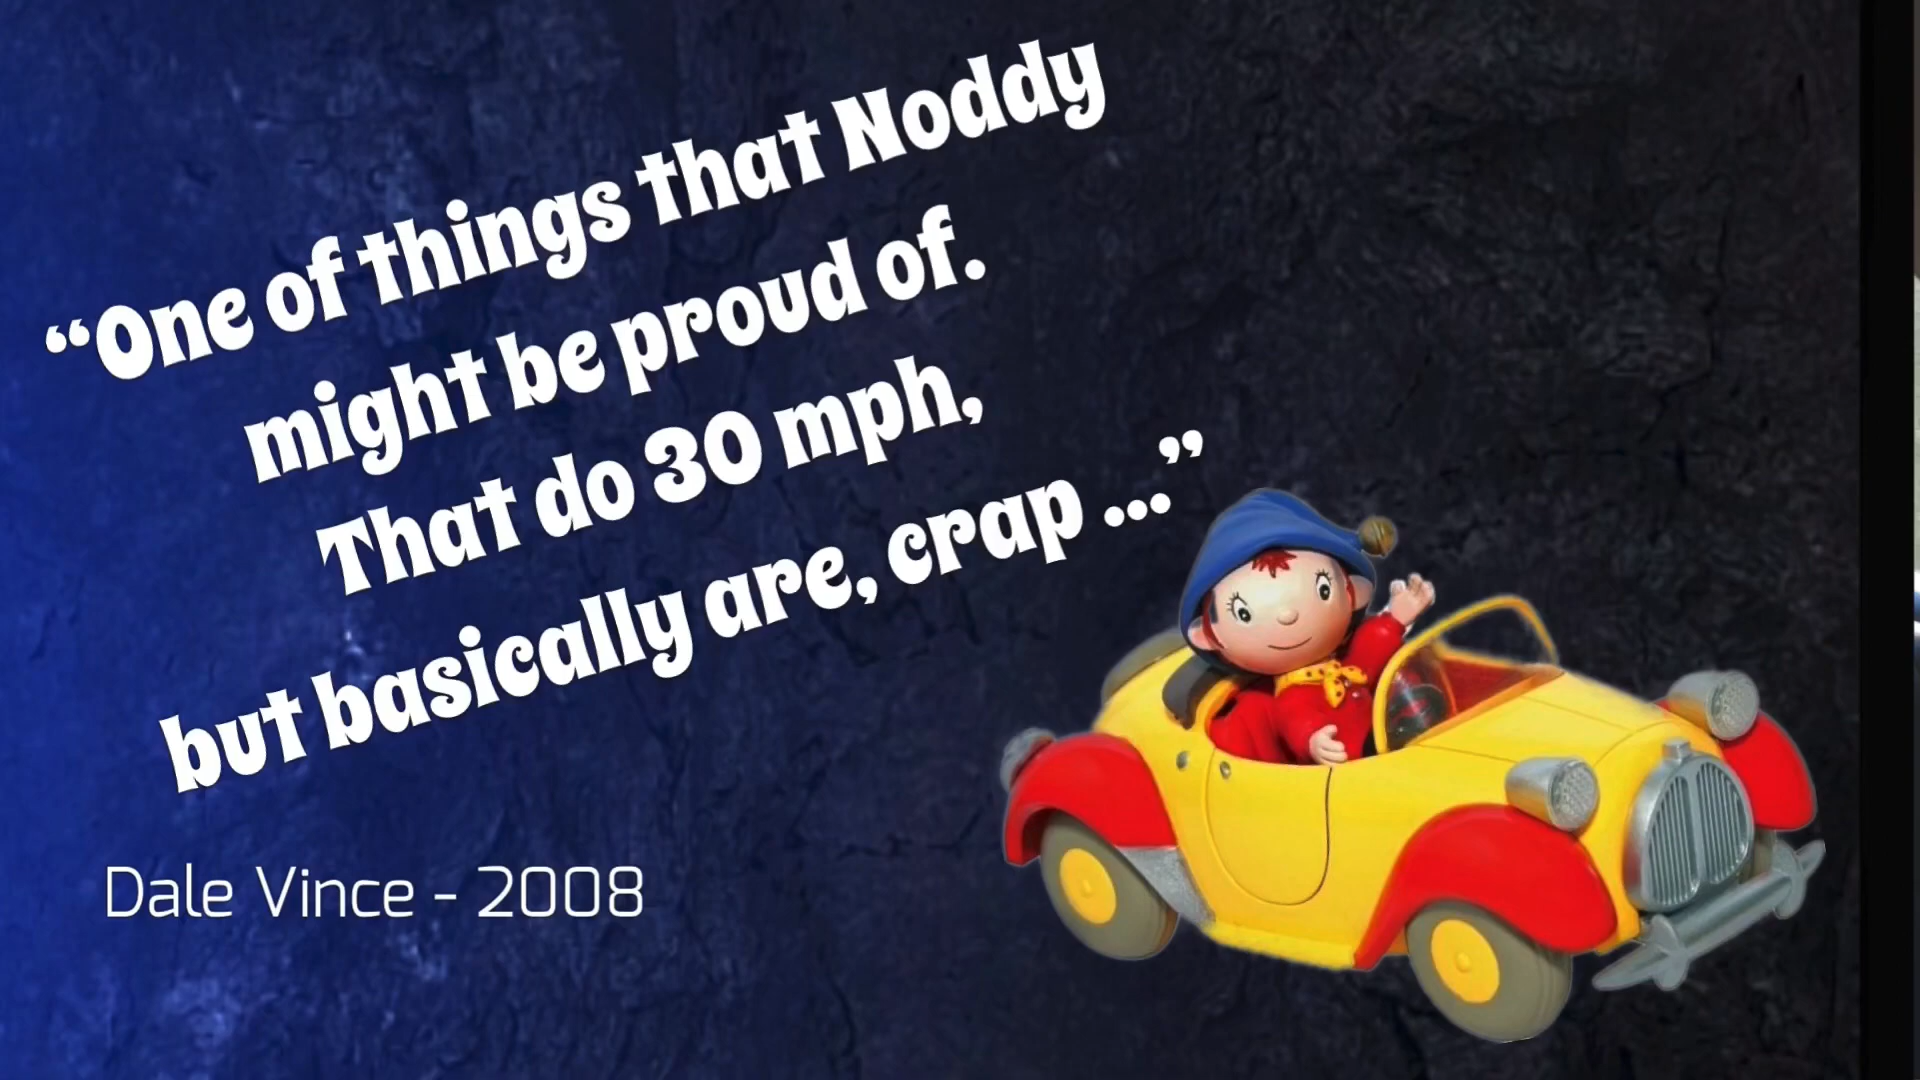 “One of things that Noddy
might be proud of.
That do 30 mph,
but basically are, crap ...”
Dale Vince - 2008